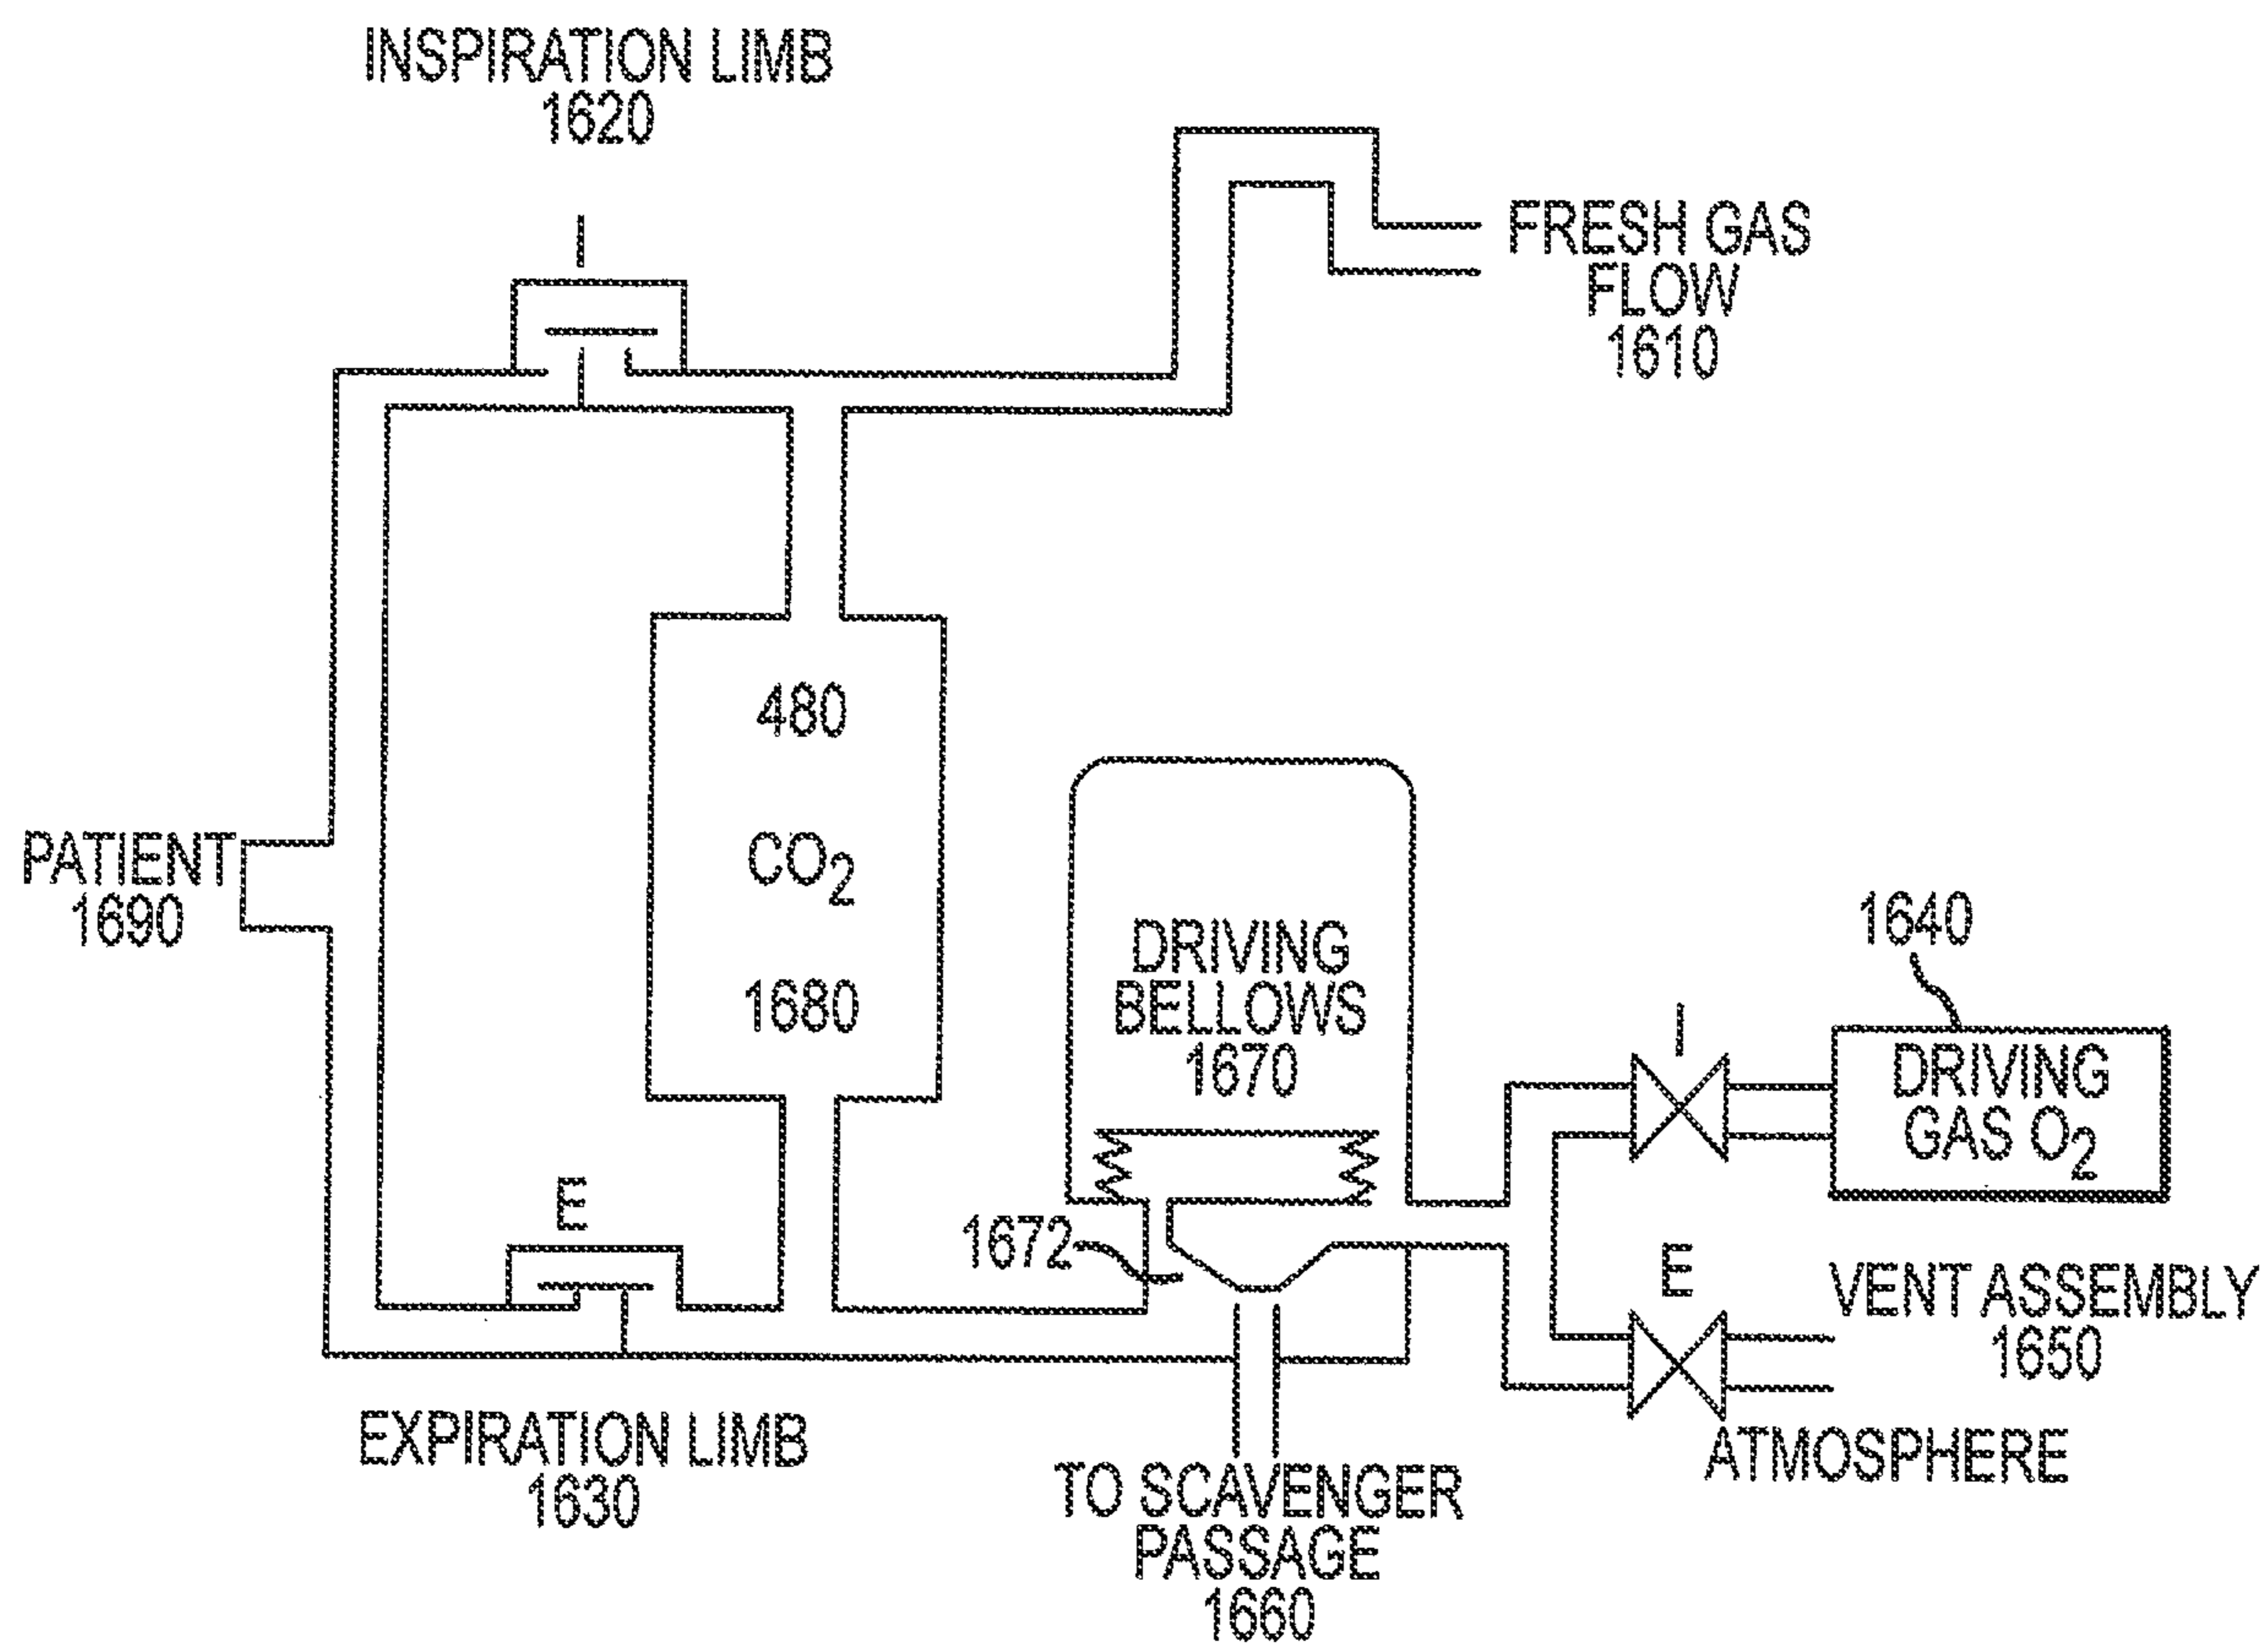 INSPIRATION LIMB
1620
I
FRESH GAS
FLOW
1610
480
CO2
1680
PATIENT
1690
DRIVING
BELLOWS
1670
1640
I
DRIVING
GAS O2
E
1672
E
VENT ASSEMBLY
1650
ATMOSPHERE
EXPIRATION LIMB
1630
TO SCAVENGER
PASSAGE
1660